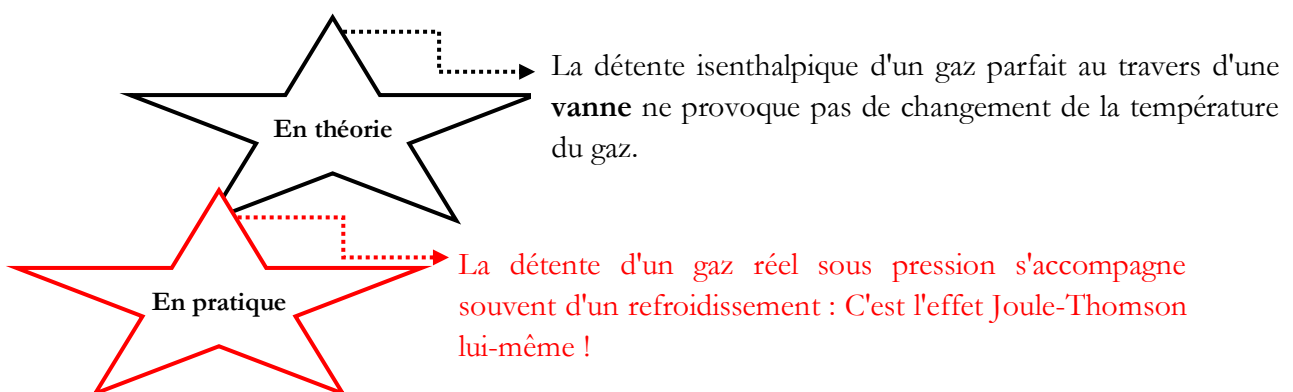 En théorie
La détente isenthalpique d'un gaz parfait au travers d'une
vanne ne provoque pas de changement de la température
du gaz.
En pratique
La détente d'un gaz réel sous pression s'accompagne
souvent d'un refroidissement : C'est l'effet Joule-Thomson
lui-même !